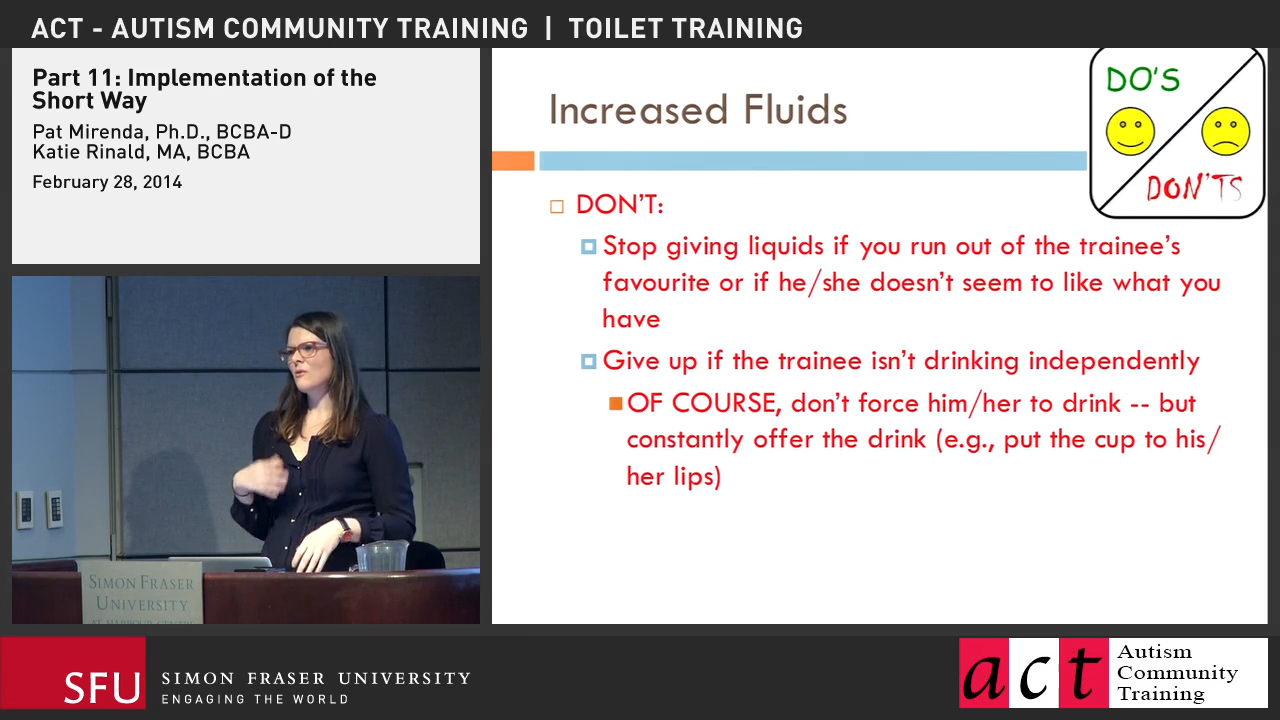 ACT - AUTISM COMMUNITY TRAINING | TOILET TRAINING
Part 11: Implementation of the
Short Way
Pat Mirenda, Ph.D., BCBA-D
Katie Rinald, MA, BCBA
February 28, 2014
Increased Fluids
DO'S
DON'TS
DON'T:
Stop giving liquids if you run out of the trainee's
favourite or if he/she doesn't seem to like what you
have
Give up if the trainee isn't drinking independently
OF COURSE, don't force him/her to drink -- but
constantly offer the drink (e.g., put the cup to his/
her lips)
SIMON FRASER
UNIVERSITY
AT HARBOUR CENTRE
SFU
SIMON FRASER UNIVERSITY
ENGAGING THE WORLD
act
Autism
Community
Training